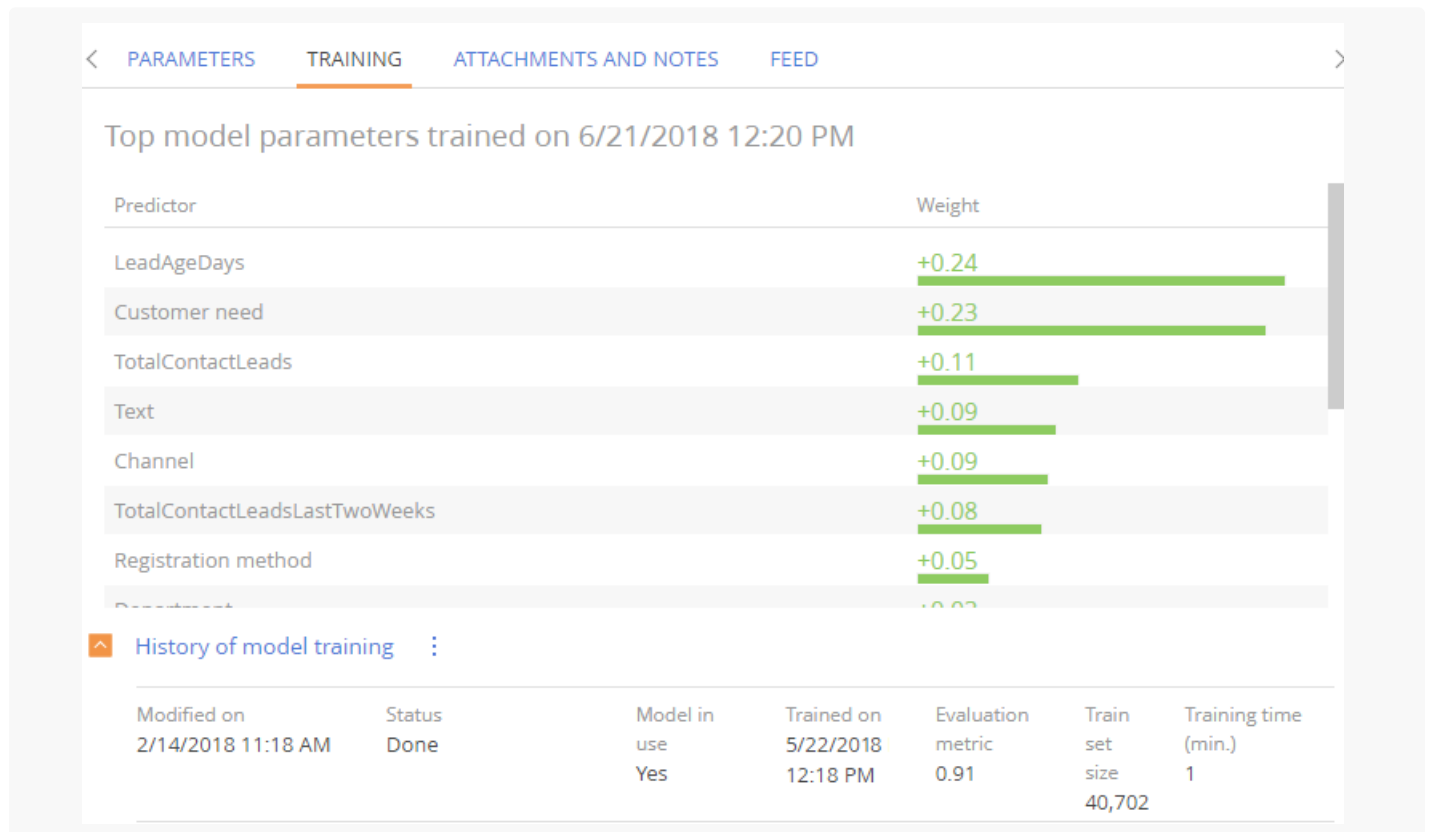 PARAMETERS TRAINING ATTACHMENTS AND NOTES FEED
Top model parameters trained on 6/21/2018 12:20 PM
Predictor Weight
LeadAgeDays +0.24
Customer need +0.23
TotalContactLeads +0.11
Text +0.09
Channel +0.09
TotalContactLeadsLastTwoWeeks +0.08
Registration method +0.05
Department
History of model training
Modified on Status Model in use Trained on Evaluation metric Train set size Training time (min.)
2/14/2018 11:18 AM Done Yes 5/22/2018 12:18 PM 0.91 40,702 1